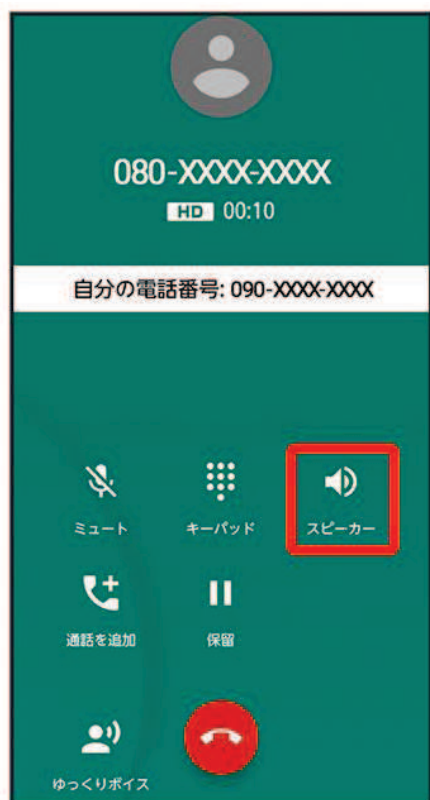 080-XXXX-XXXX
HD 00:10
自分の電話番号: 090-XXXX-XXXX
ミュート キーパッド スピーカー
通話を追加 保留
ゆっくりボイス